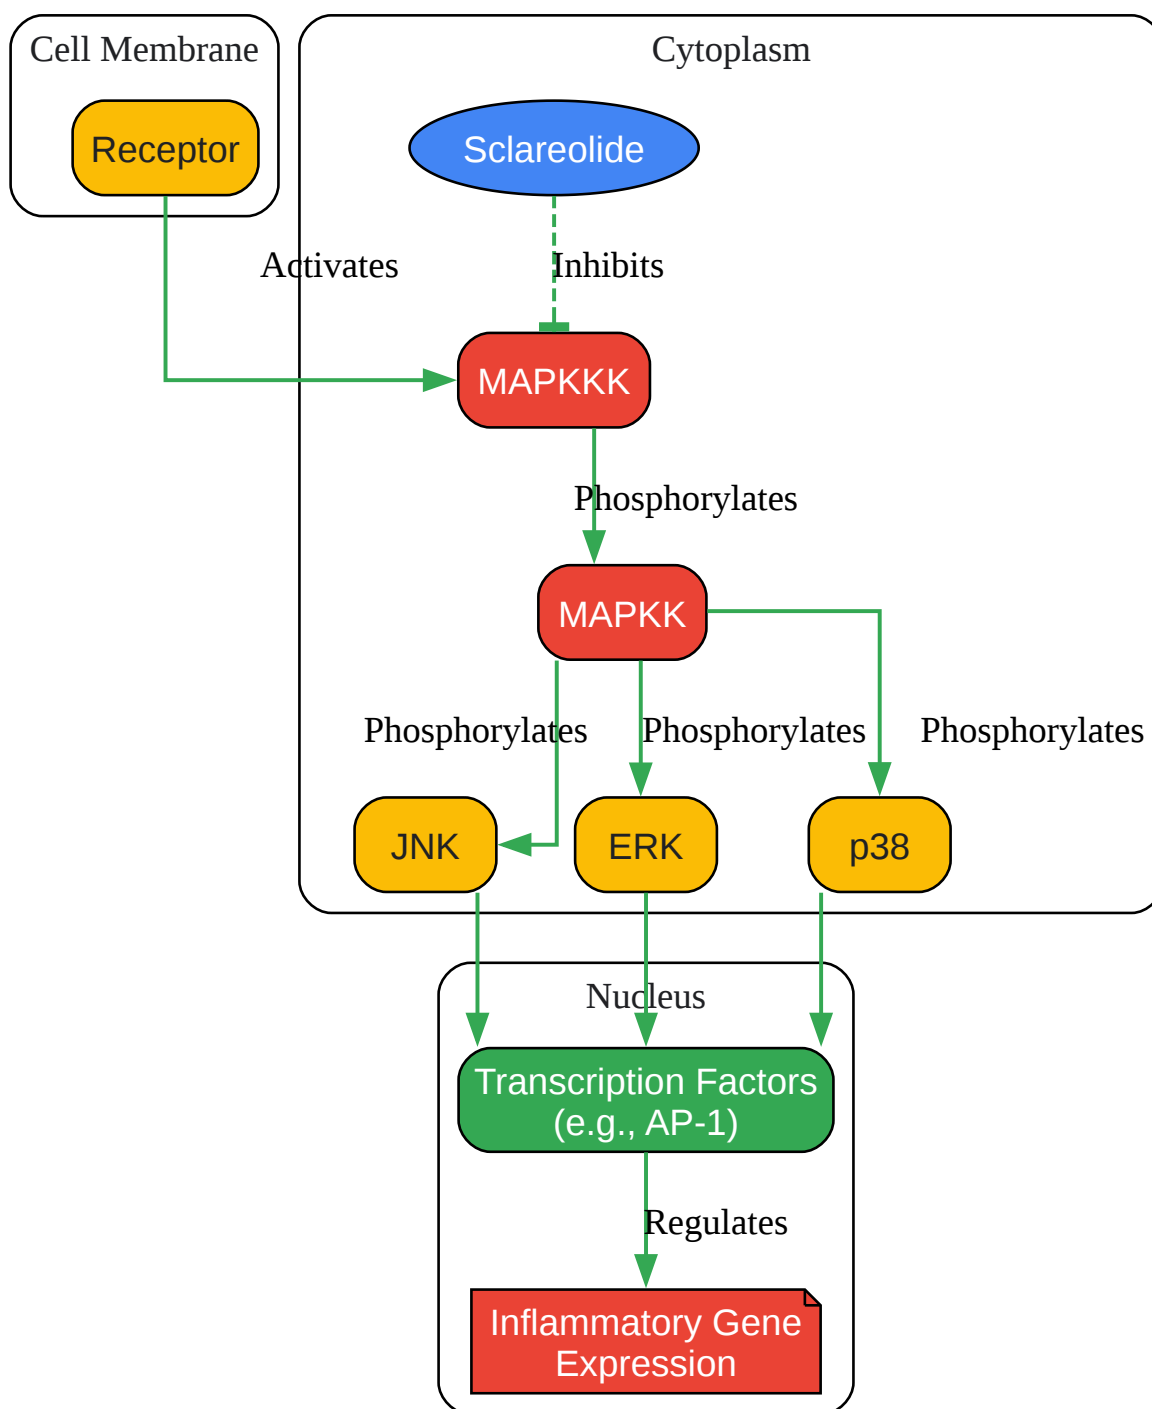 Cell Membrane
Cytoplasm
Receptor
Sclareolide
Activates
Inhibits
MAPKKK
Phosphorylates
MAPKK
Phosphorylates
Phosphorylates
Phosphorylates
JNK
ERK
p38
Nucleus
Transcription Factors
(e.g., AP-1)
Regulates
Inflammatory Gene
Expression